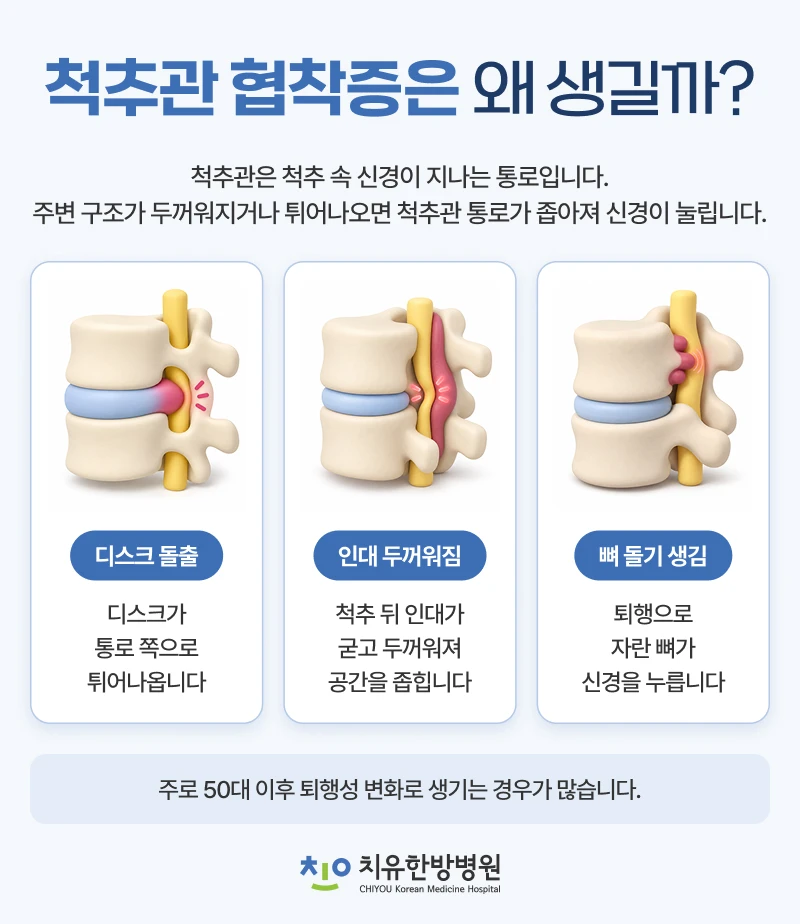 척추관 협착증은 왜 생길까?
척추관은 척추 속 신경이 지나는 통로입니다.
주변 구조가 두꺼워지거나 튀어나오면 척추관 통로가 좁아져 신경이 눌립니다.
디스크 돌출
디스크가
통로 쪽으로
튀어나옵니다
인대 두꺼워짐
척추 뒤 인대가
굳고 두꺼워져
공간을 좁힙니다
뼈 돌기 생김
퇴행으로
자란 뼈가
신경을 누릅니다
주로 50대 이후 퇴행성 변화로 생기는 경우가 많습니다.
치유 치유한방병원
CHIYOU Korean Medicine Hospital